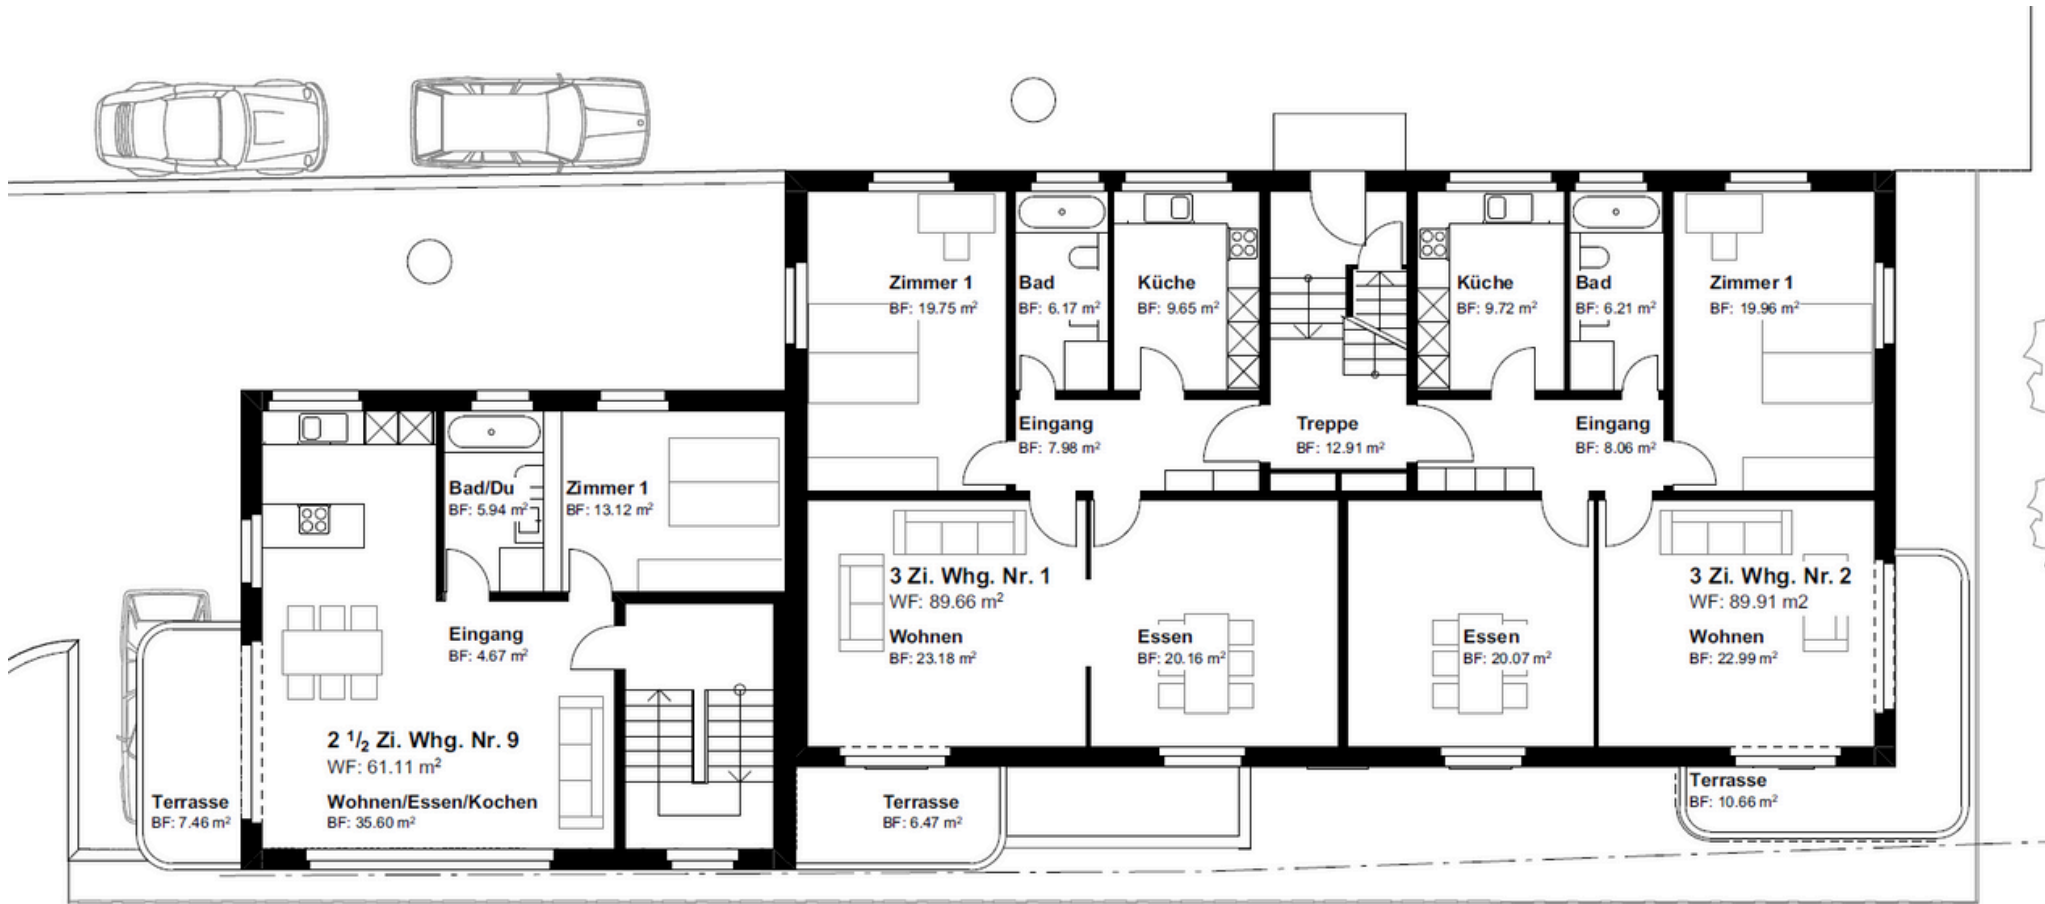 Zimmer 1
BF: 19.75 m²
Bad
BF: 6.17 m²
Küche
BF: 9.65 m²
Küche
BF: 9.72 m²
Bad
BF: 6.21 m²
Zimmer 1
BF: 19.96 m²
Eingang
BF: 7.98 m²
Treppe
BF: 12.91 m²
Eingang
BF: 8.06 m²
Bad/Du
BF: 5.94 m²
Zimmer 1
BF: 13.12 m²
3 Zi. Whg. Nr. 1
WF: 89.66 m²
Wohnen
BF: 23.18 m²
Essen
BF: 20.16 m²
Essen
BF: 20.07 m²
3 Zi. Whg. Nr. 2
WF: 89.91 m2
Wohnen
BF: 22.99 m²
Eingang
BF: 4.67 m²
2 ¹/₂ Zi. Whg. Nr. 9
WF: 61.11 m²
Wohnen/Essen/Kochen
BF: 35.60 m²
Terrasse
BF: 7.46 m²
Terrasse
BF: 6.47 m²
Terrasse
BF: 10.66 m²